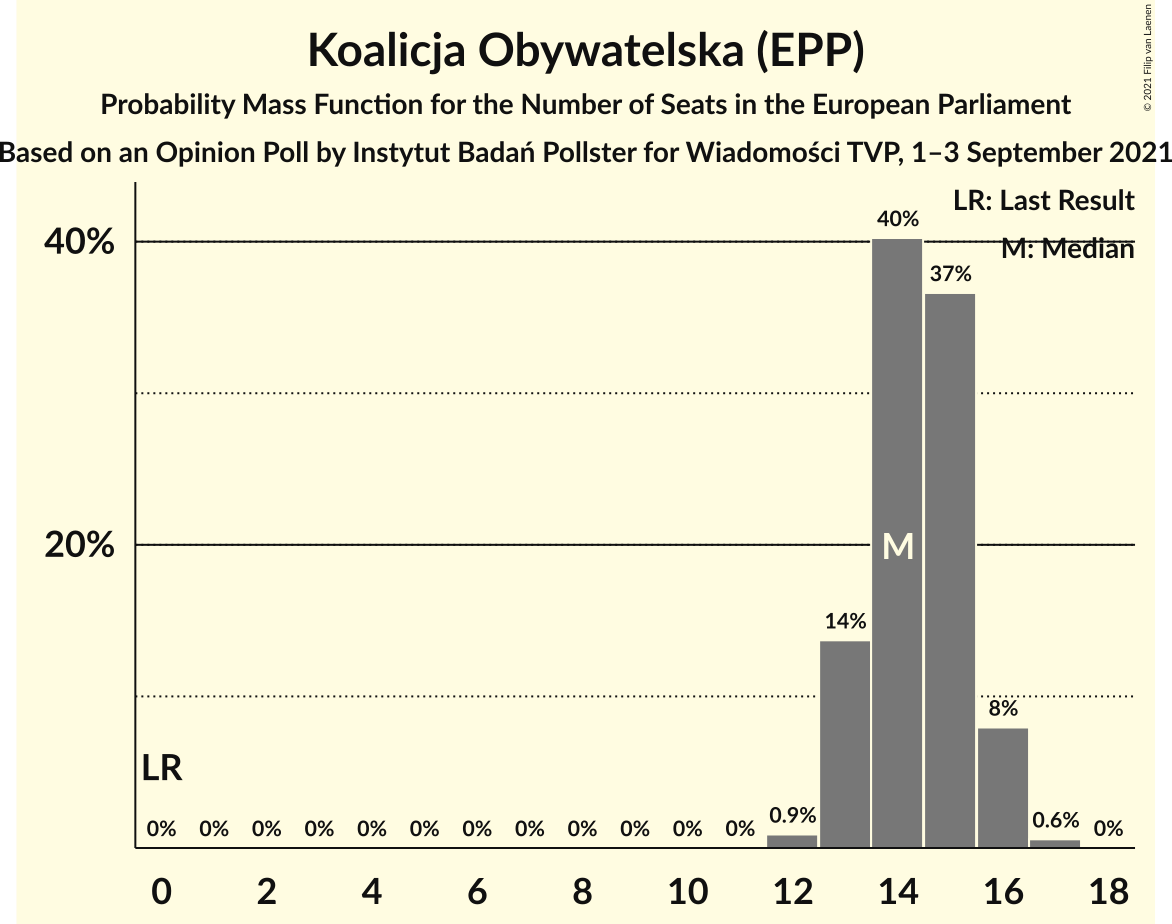 Koalicja Obywatelska (EPP)
Probability Mass Function for the Number of Seats in the European Parliament
Based on an Opinion Poll by Instytut Badań Pollster for Wiadomości TVP, 1–3 September 2021
© 2021 Filip van Laenen
LR: Last Result
M: Median
40%
20%
40%
37%
M
14%
8%
LR
0% 0% 0% 0% 0% 0% 0% 0% 0% 0% 0% 0% 0.9% 0.6% 0%
0 2 4 6 8 10 12 14 16 18